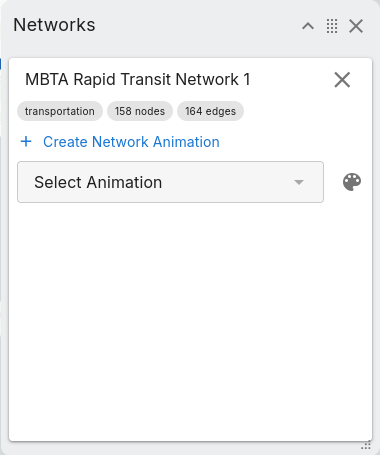 Networks
MBTA Rapid Transit Network 1
transportation 158 nodes 164 edges
+ Create Network Animation
Select Animation